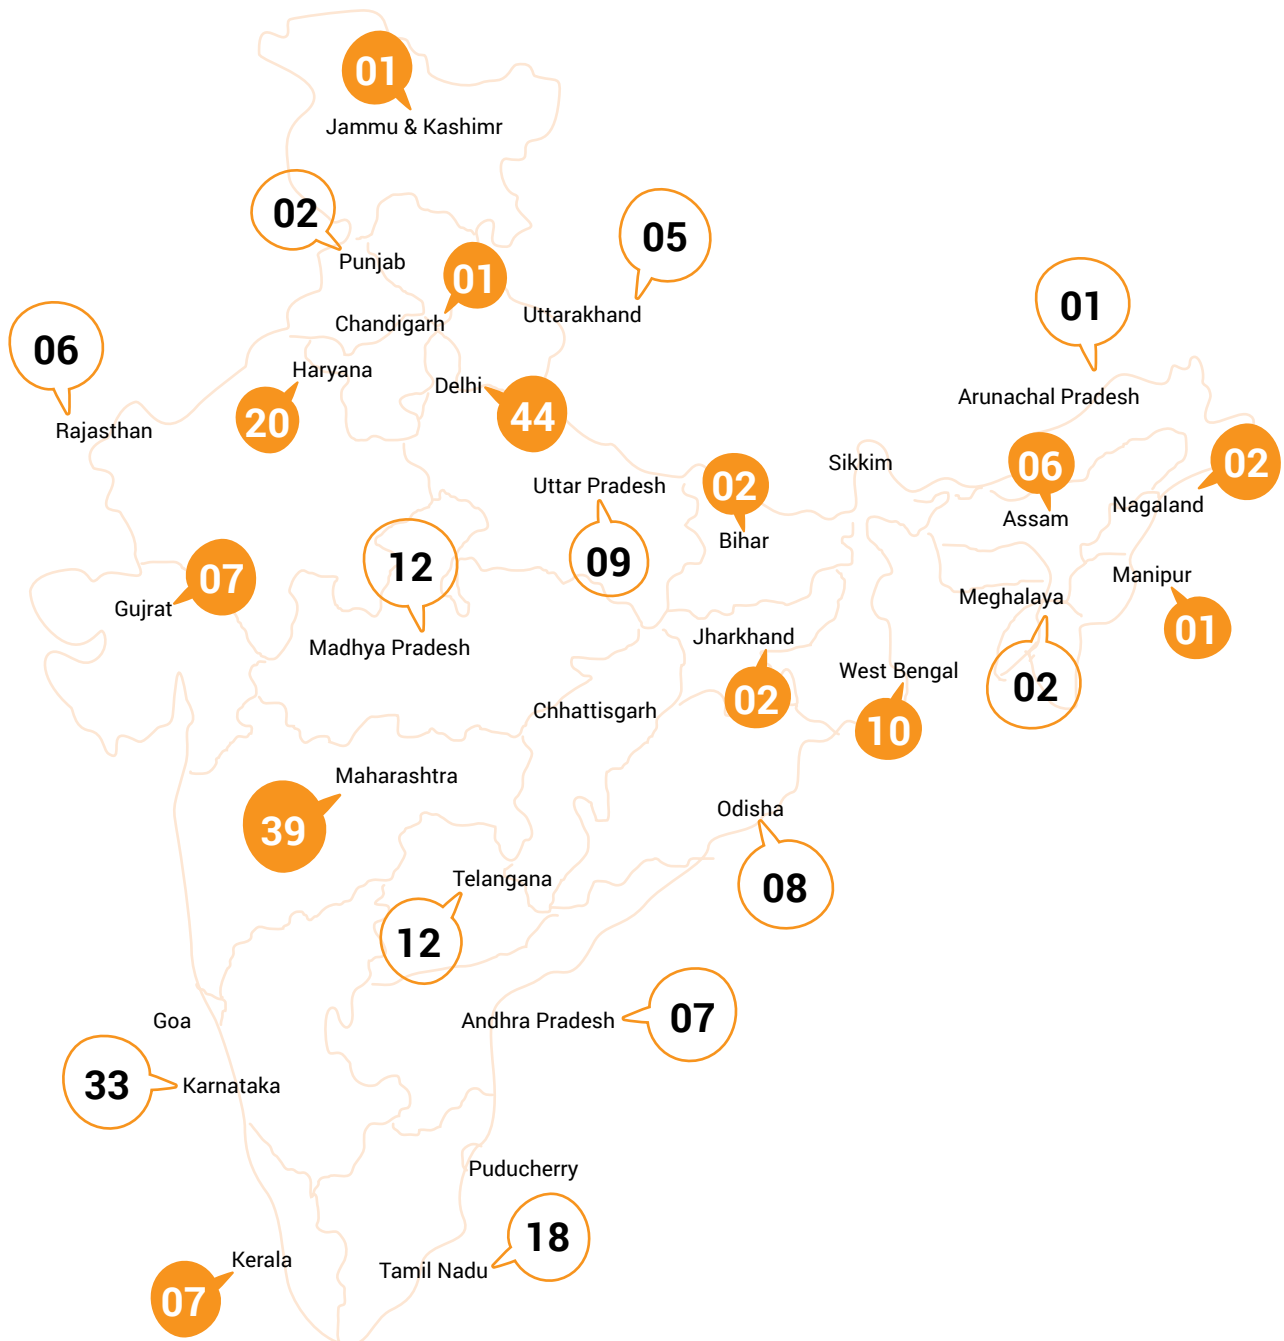 01
Jammu & Kashimr
02
Punjab
05
Uttarakhand
01
Chandigarh
01
Arunachal Pradesh
06
Rajasthan
Haryana
20
Delhi
44
Sikkim
06
Assam
02
Nagaland
Uttar Pradesh
09
02
Bihar
12
Madhya Pradesh
07
Gujrat
Manipur
01
Meghalaya
02
Jharkhand
02
West Bengal
10
Chhattisgarh
Maharashtra
39
Odisha
08
Telangana
12
Goa
Andhra Pradesh
07
33
Karnataka
Puducherry
18
Tamil Nadu
Kerala
07